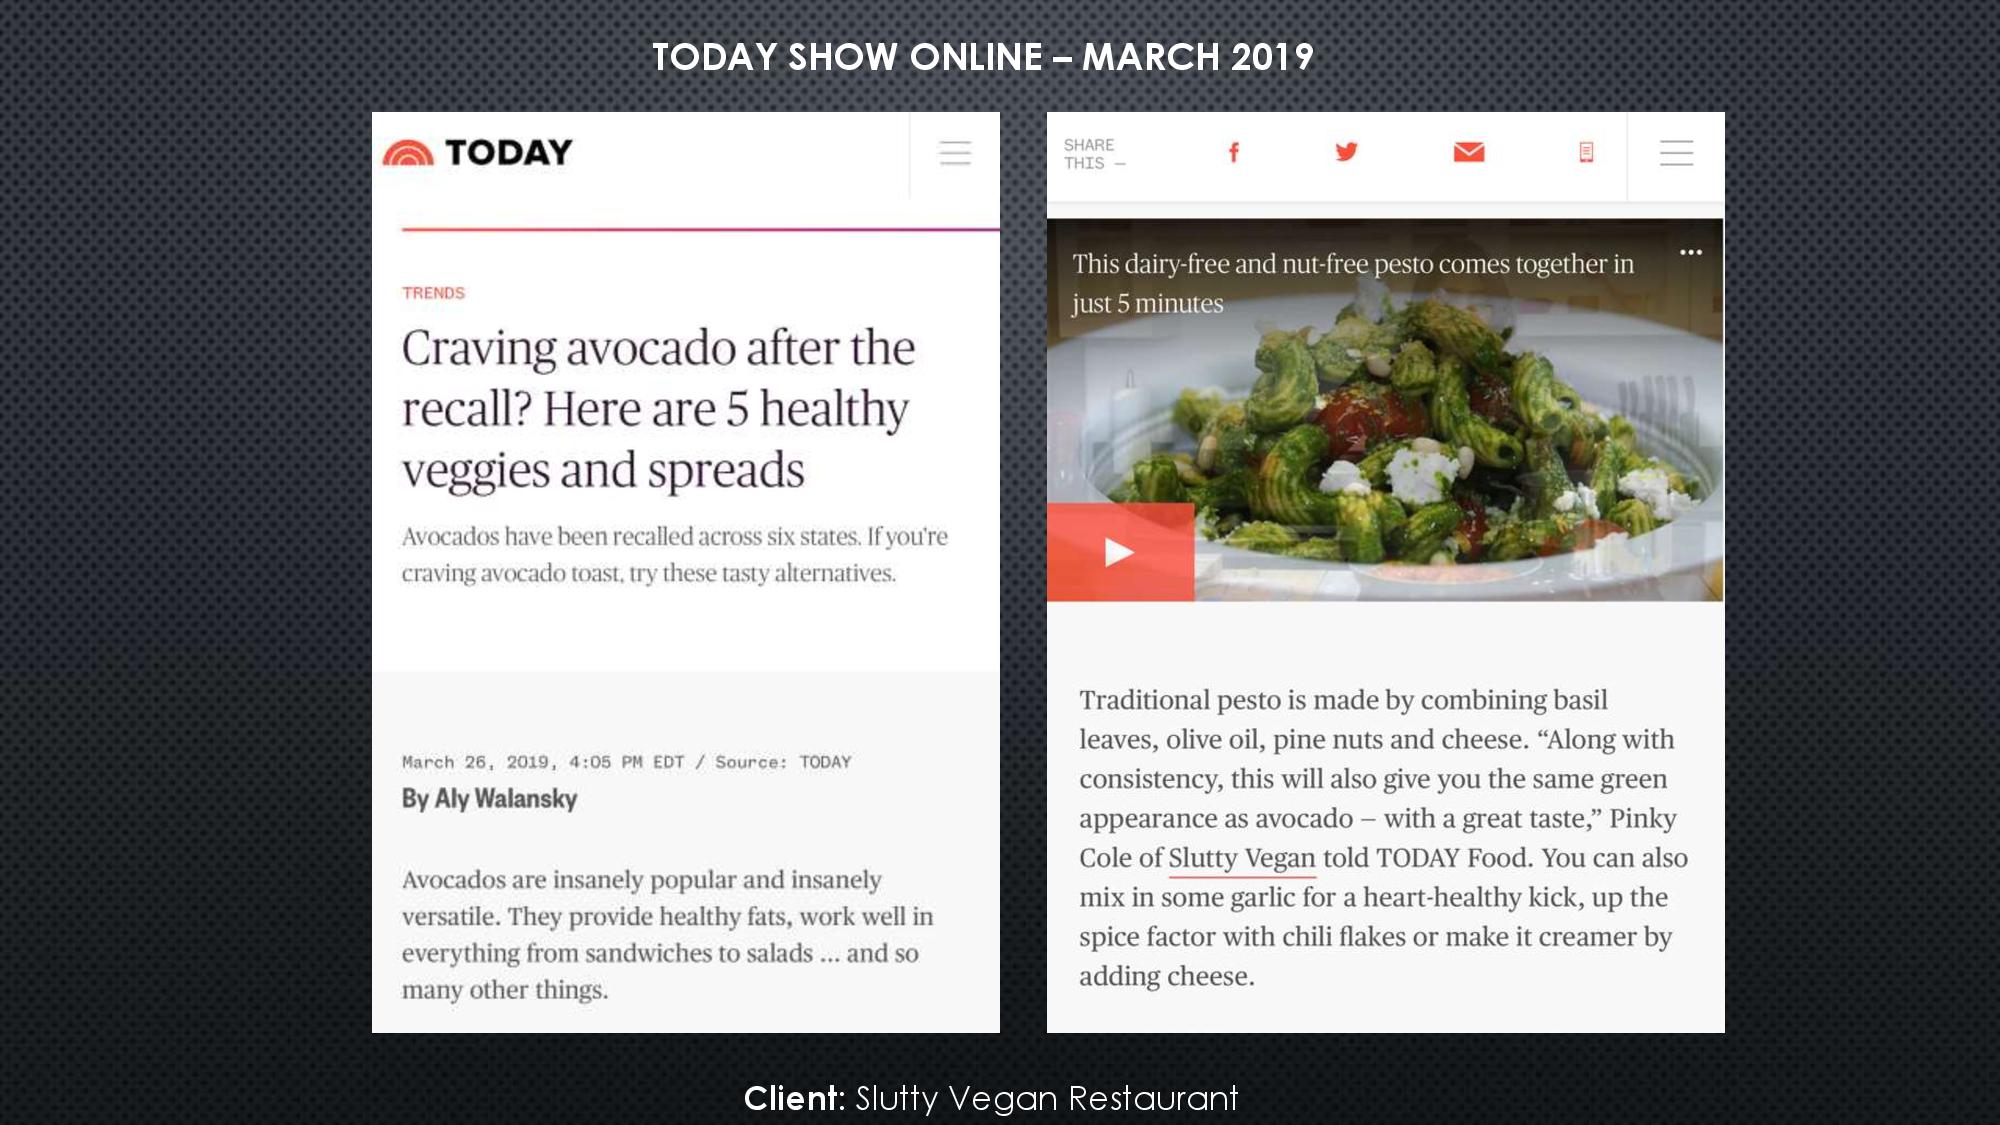 TODAY SHOW ONLINE – MARCH 2019
TODAY
TRENDS
Craving avocado after the
recall? Here are 5 healthy
veggies and spreads
Avocados have been recalled across six states. If you're
craving avocado toast, try these tasty alternatives.
March 26, 2019, 4:05 PM EDT / Source: TODAY
By Aly Walansky
Avocados are insanely popular and insanely
versatile. They provide healthy fats, work well in
everything from sandwiches to salads ... and so
many other things.
SHARE
THIS –
This dairy-free and nut-free pesto comes together in
just 5 minutes
Traditional pesto is made by combining basil
leaves, olive oil, pine nuts and cheese. “Along with
consistency, this will also give you the same green
appearance as avocado – with a great taste,” Pinky
Cole of Slutty Vegan told TODAY Food. You can also
mix in some garlic for a heart-healthy kick, up the
spice factor with chili flakes or make it creamer by
adding cheese.
Client: Slutty Vegan Restaurant